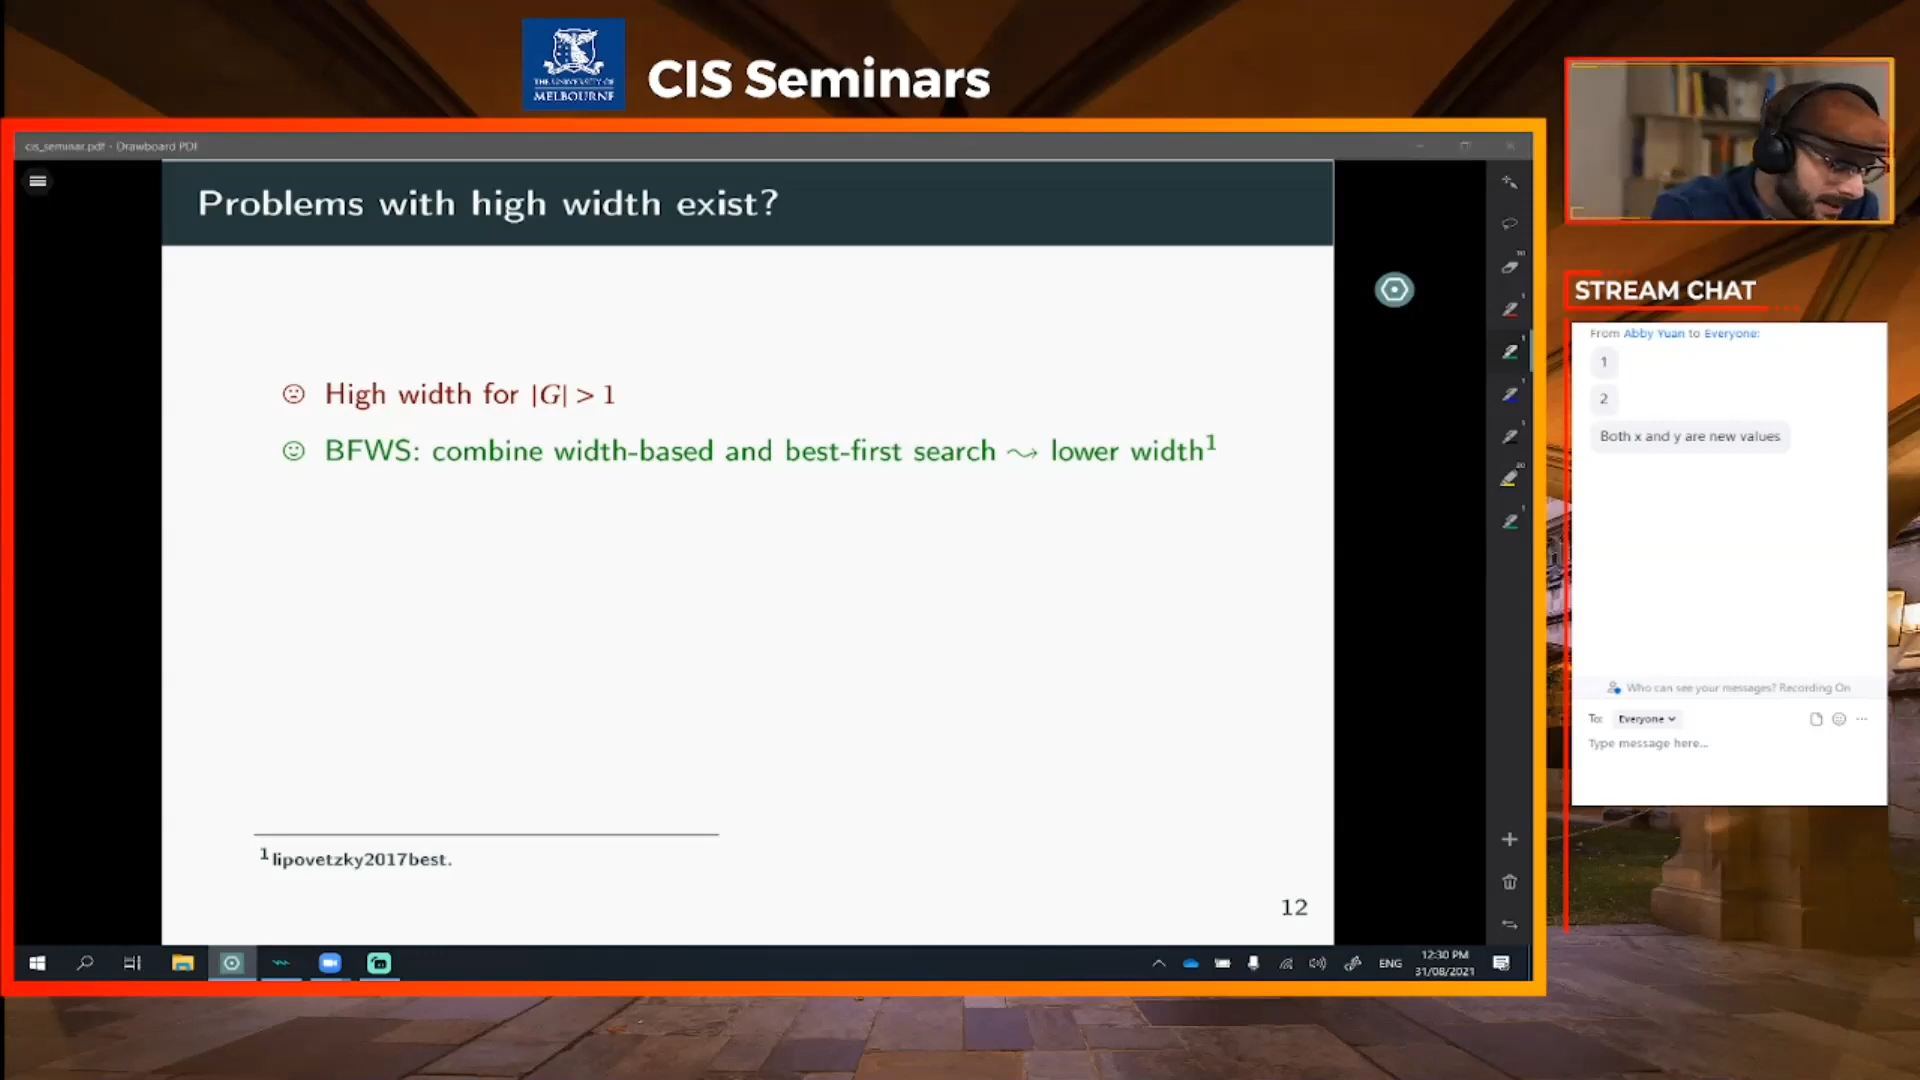 THE UNIVERSITY OF
MELBOURNE
CIS Seminars
cis_seminar.pdf - Drawboard PDF
Problems with high width exist?
☹ High width for |G| > 1
☺ BFWS: combine width-based and best-first search ⤳ lower width¹
¹lipovetzky2017best.
12
ENG
12:30 PM
31/08/2021
STREAM CHAT
From Abby Yuan to Everyone:
1
2
Both x and y are new values
Who can see your messages? Recording On
To: Everyone
Type message here...